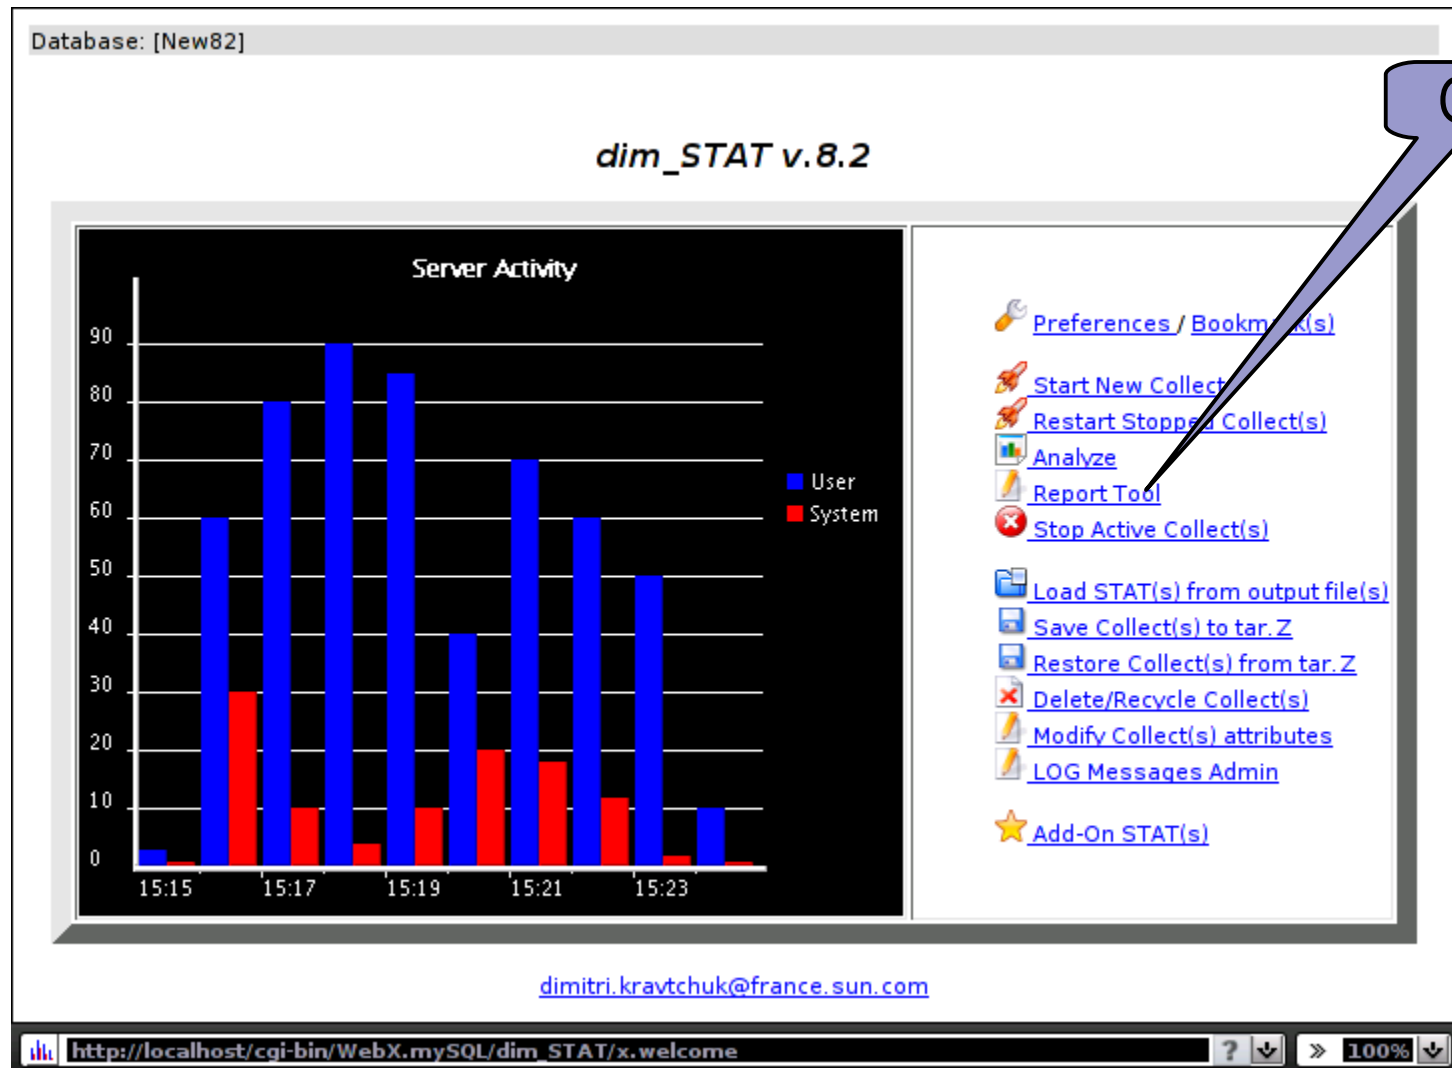 Database: [New82]
dim_STAT v.8.2
Server Activity
90
80
70
60
50
40
30
20
10
0
15:15 15:17 15:19 15:21 15:23
User
System
Preferences / Bookmark(s)
Start New Collect
Restart Stopped Collect(s)
Analyze
Report Tool
Stop Active Collect(s)
Load STAT(s) from output file(s)
Save Collect(s) to tar.Z
Restore Collect(s) from tar.Z
Delete/Recycle Collect(s)
Modify Collect(s) attributes
LOG Messages Admin
Add-On STAT(s)
dimitri.kravtchuk@france.sun.com
http://localhost/cgi-bin/WebX.mySQL/dim_STAT/x.welcome ? » 100%